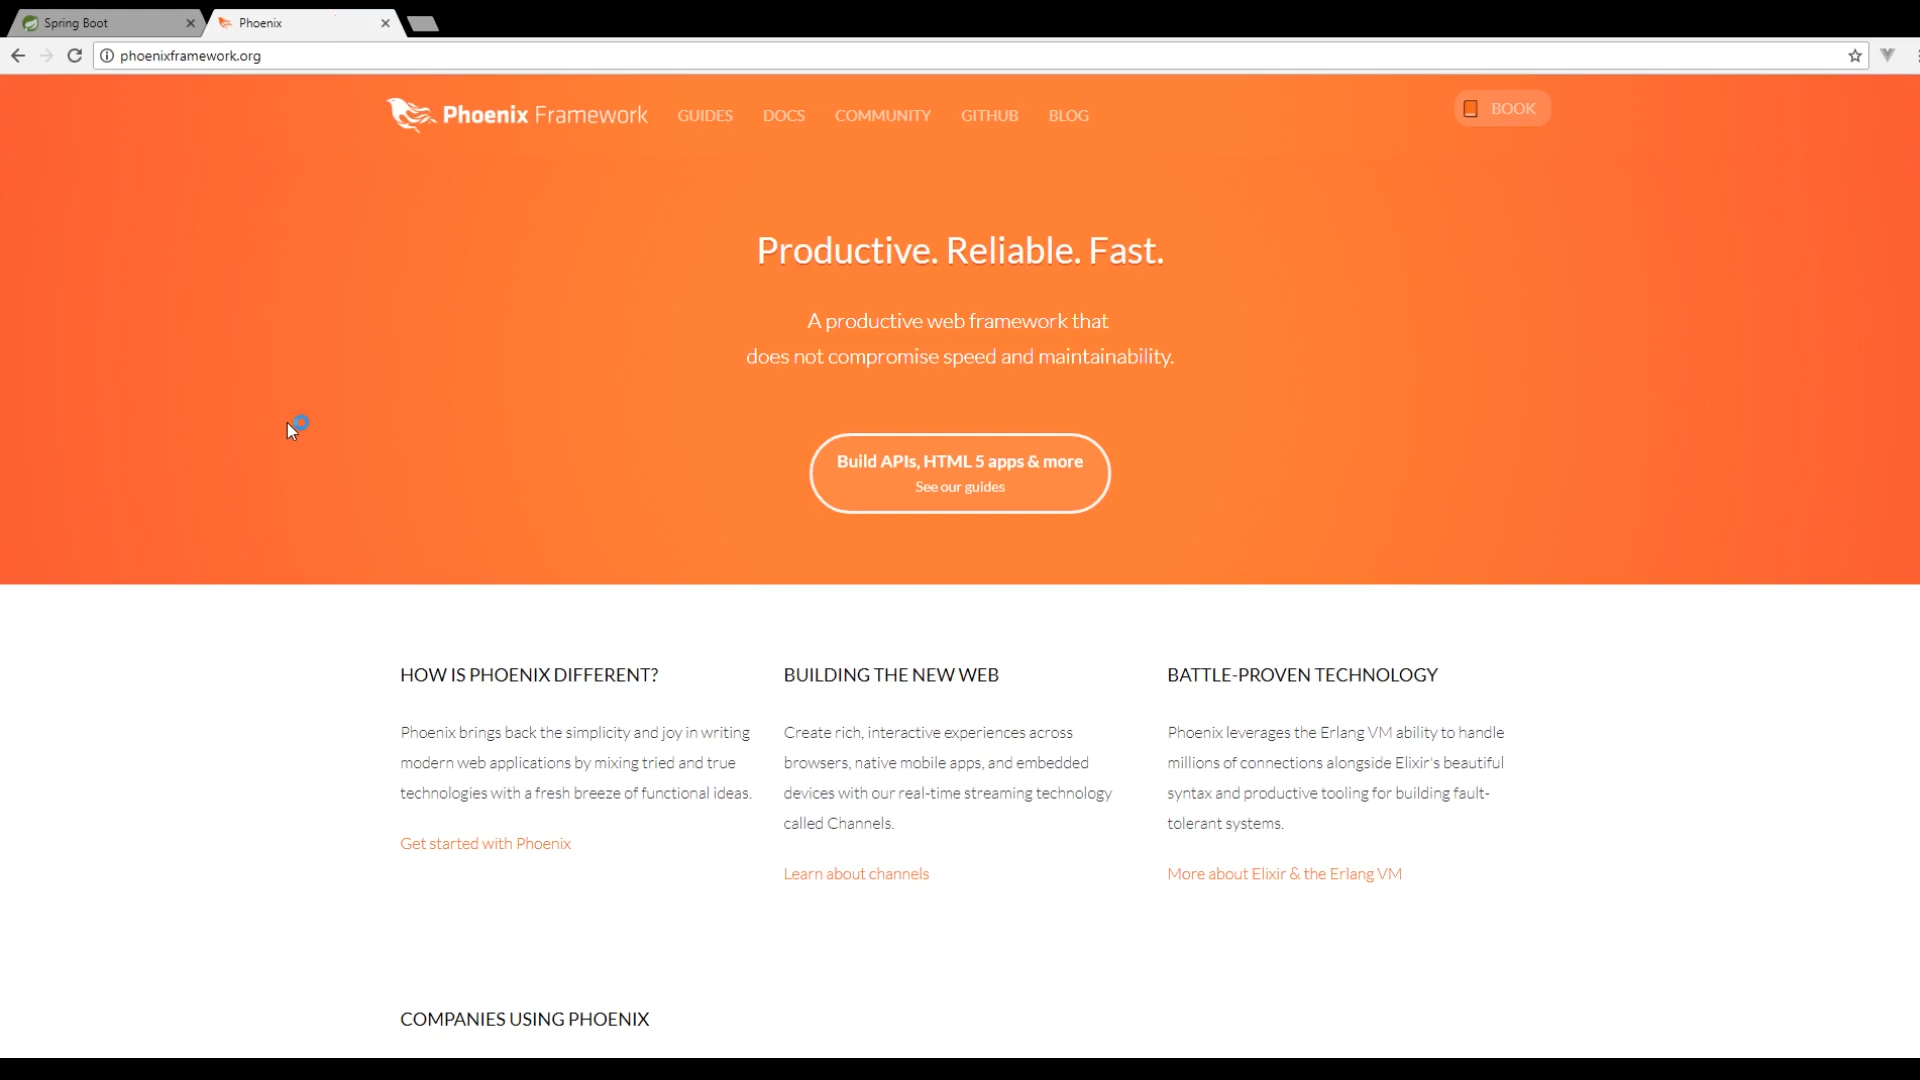 Spring Boot
Phoenix
phoenixframework.org
Phoenix Framework GUIDES DOCS COMMUNITY GITHUB BLOG BOOK
Productive. Reliable. Fast.
A productive web framework that
does not compromise speed and maintainability.
Build APIs, HTML 5 apps & more
See our guides
HOW IS PHOENIX DIFFERENT?
Phoenix brings back the simplicity and joy in writing
modern web applications by mixing tried and true
technologies with a fresh breeze of functional ideas.
Get started with Phoenix
BUILDING THE NEW WEB
Create rich, interactive experiences across
browsers, native mobile apps, and embedded
devices with our real-time streaming technology
called Channels.
Learn about channels
BATTLE-PROVEN TECHNOLOGY
Phoenix leverages the Erlang VM ability to handle
millions of connections alongside Elixir's beautiful
syntax and productive tooling for building fault-
tolerant systems.
More about Elixir & the Erlang VM
COMPANIES USING PHOENIX